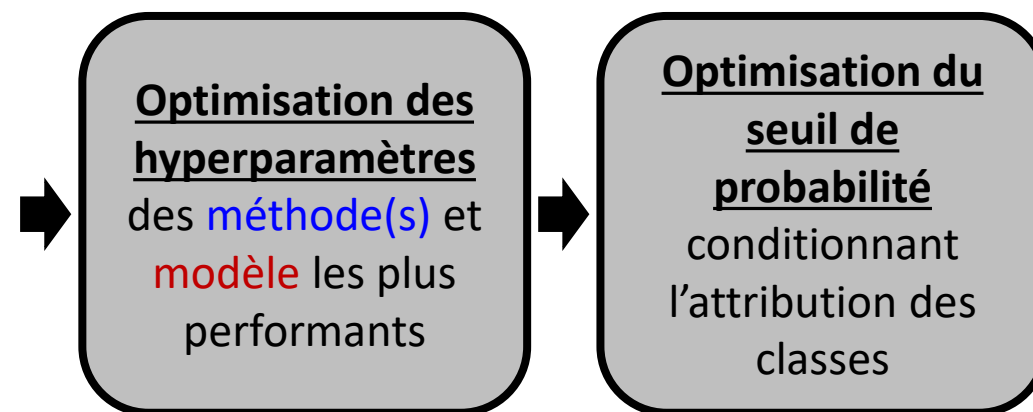 Optimisation des
hyperparamètres
des méthode(s) et
modèle les plus
performants
Optimisation du
seuil de
probabilité
conditionnant
l’attribution des
classes